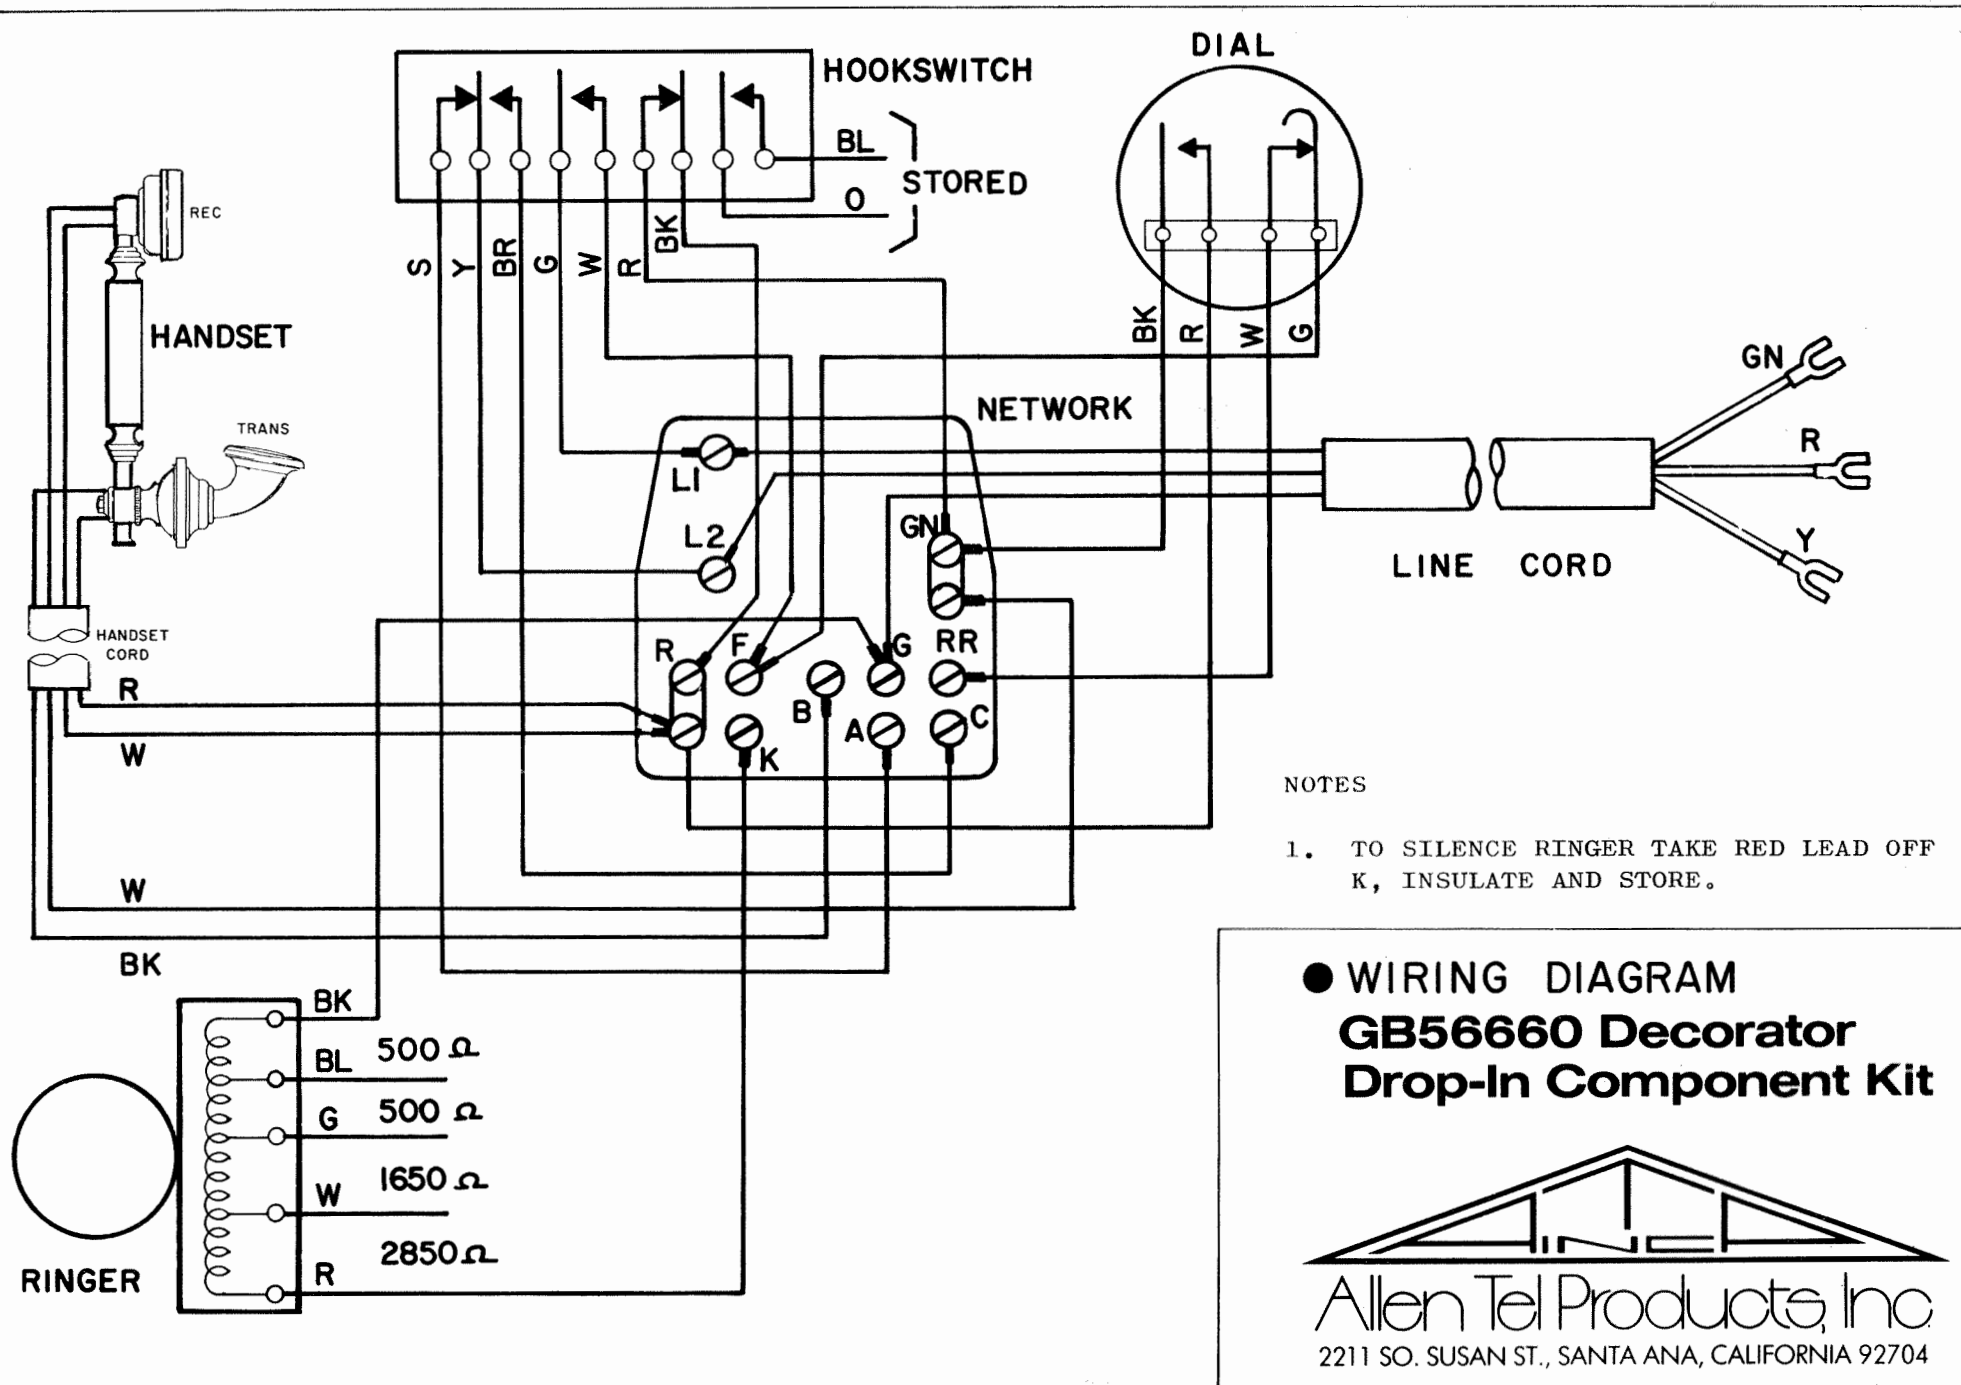 DIAL
HOOKSWITCH
BL
STORED
O
REC
S
Y
BR
G
W
R
BK
HANDSET
BK
R
W
G
GN
R
Y
TRANS
NETWORK
L1
L2
GN
LINE CORD
HANDSET
CORD
R
F
G
RR
R
B
A
C
W
K
NOTES
1. TO SILENCE RINGER TAKE RED LEAD OFF
K, INSULATE AND STORE.
W
BK
● WIRING DIAGRAM
GB56660 Decorator
Drop-In Component Kit
BK
500 Ω
BL
500 Ω
G
1650 Ω
W
2850 Ω
R
RINGER
INC
Allen Tel Products, Inc
2211 SO. SUSAN ST., SANTA ANA, CALIFORNIA 92704